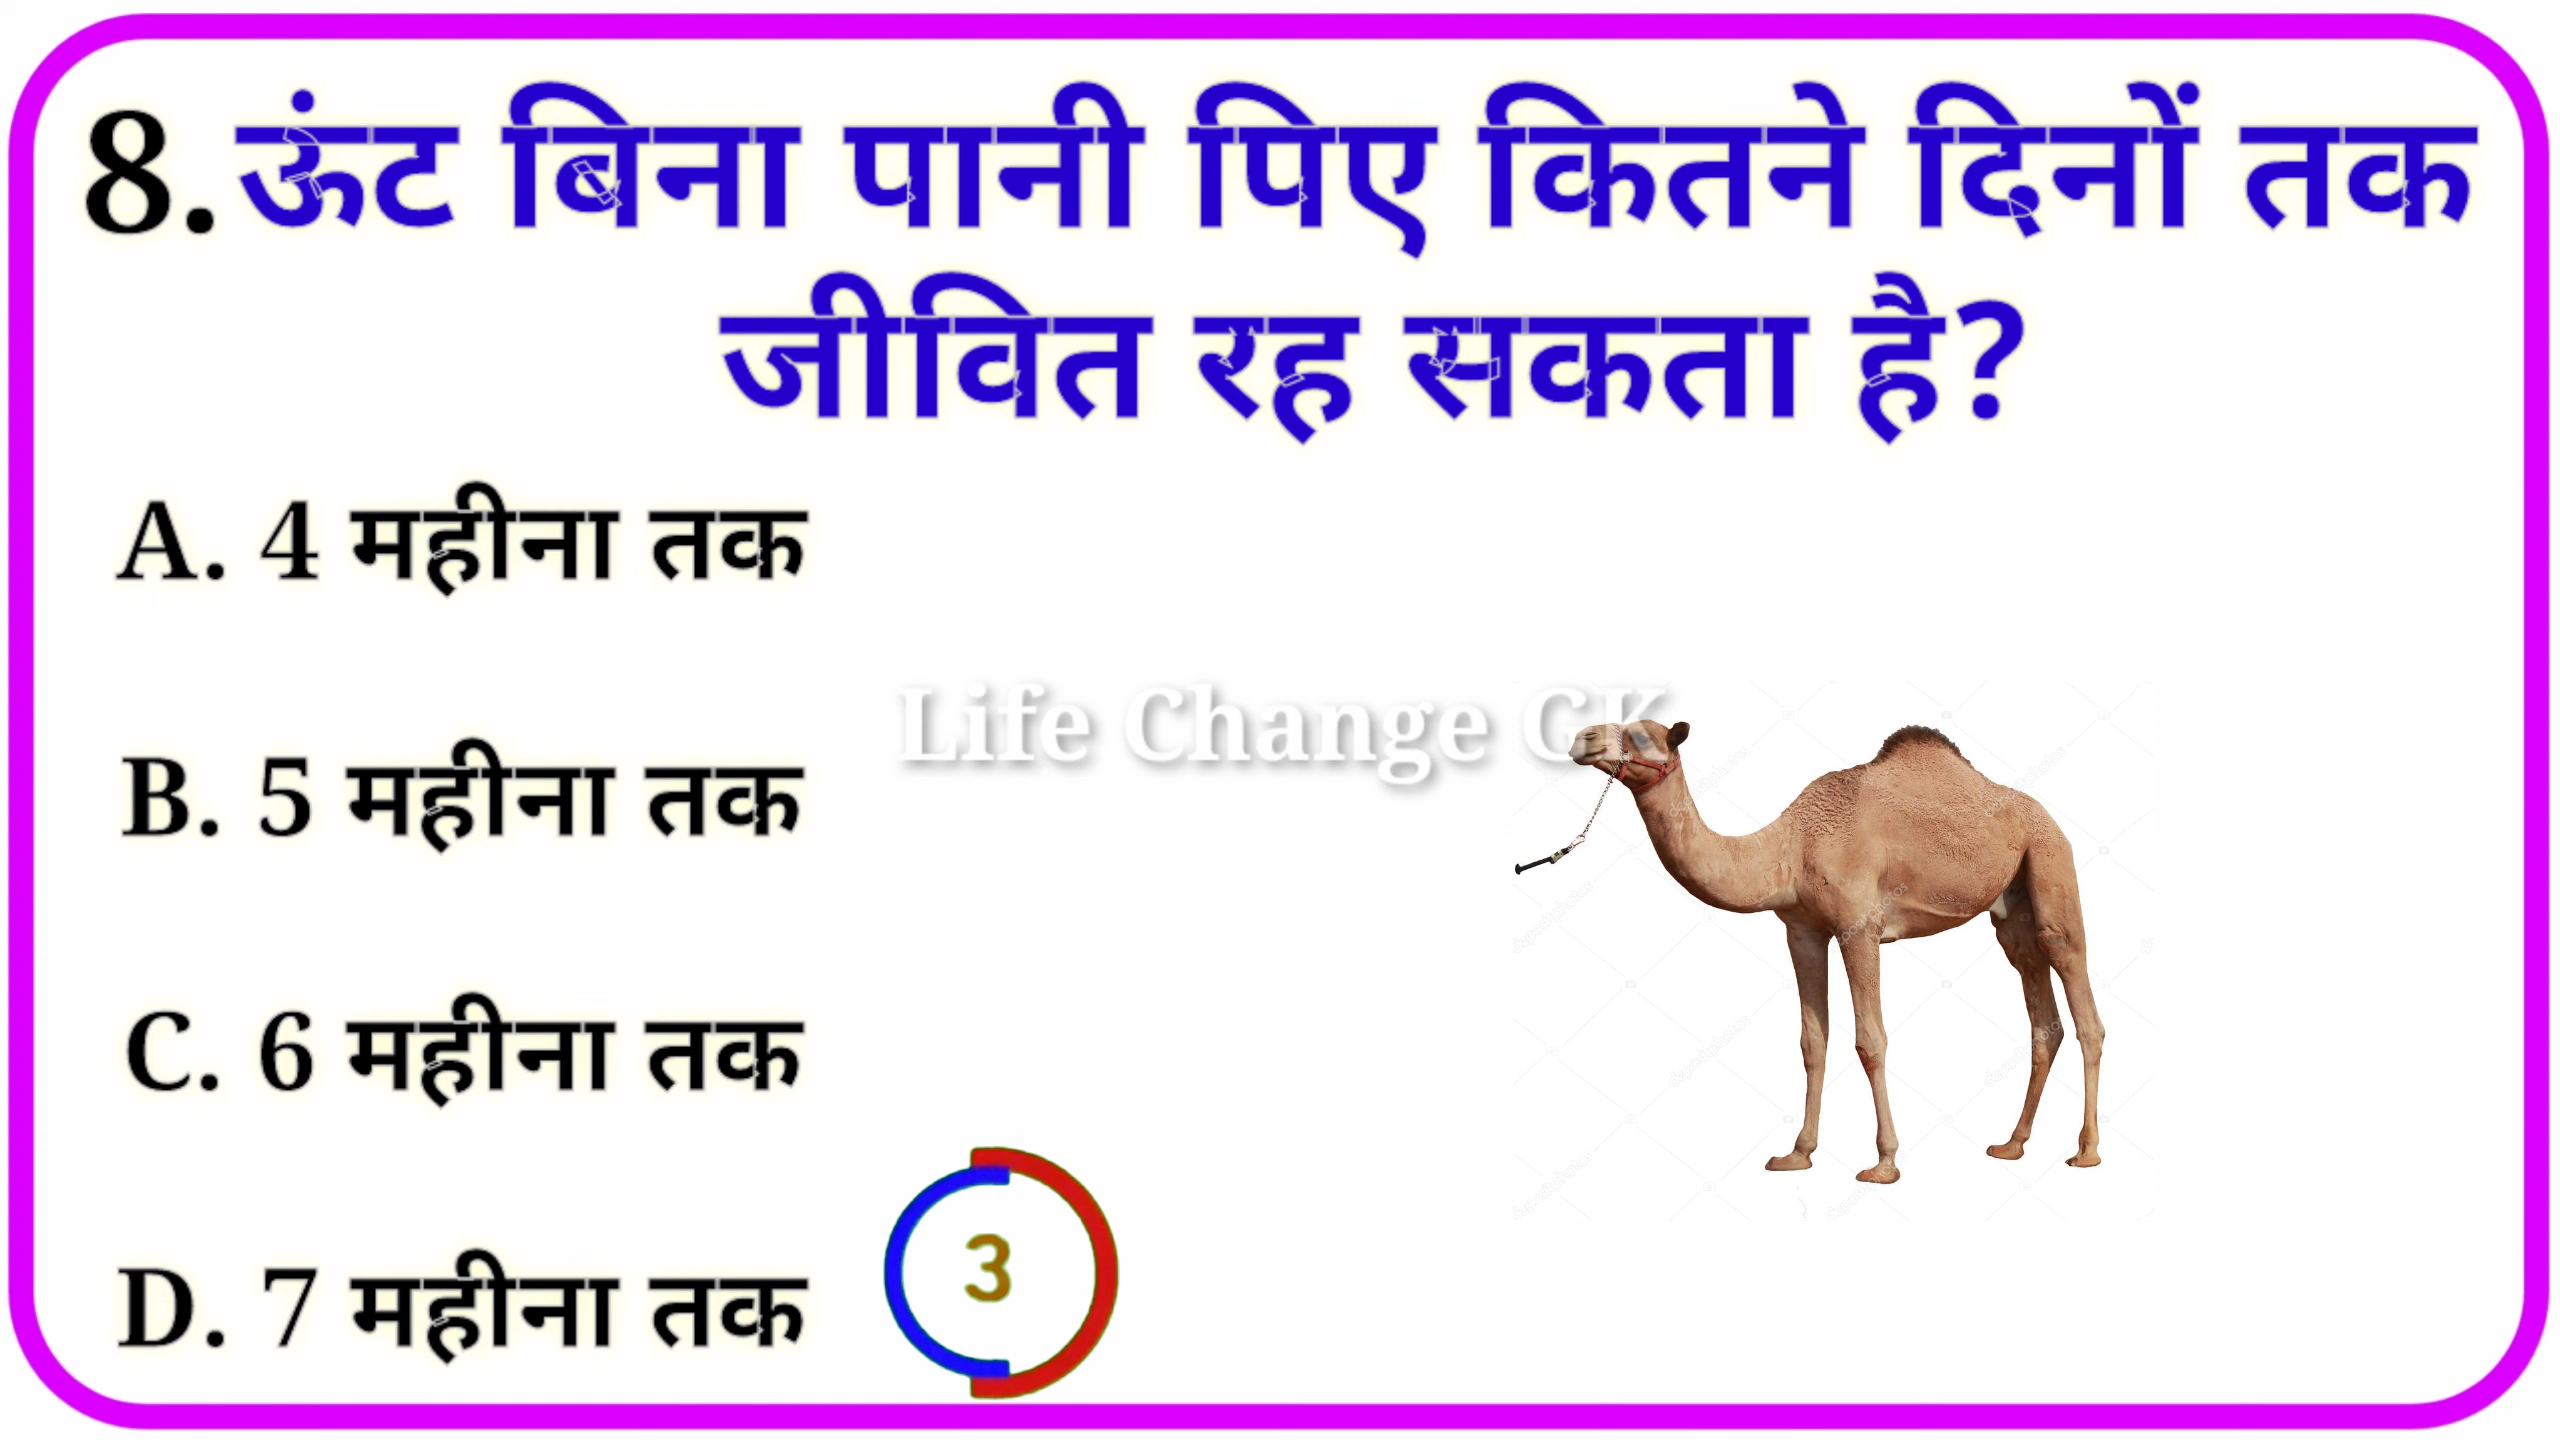 8. ऊंट बिना पानी पिए कितने दिनों तक
जीवित रह सकता है?
A. 4 महीना तक
Life Change GK
B. 5 महीना तक
C. 6 महीना तक
D. 7 महीना तक
3
depositphotos